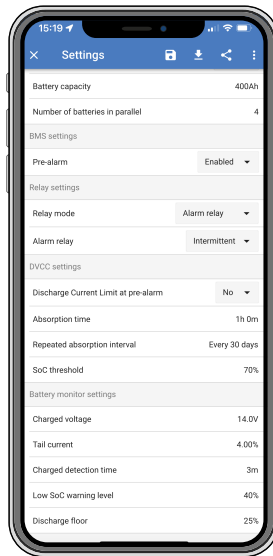 15:19
Settings
Battery capacity 400Ah
Number of batteries in parallel 4
BMS settings
Pre-alarm Enabled
Relay settings
Relay mode Alarm relay
Alarm relay Intermittent
DVCC settings
Discharge Current Limit at pre-alarm No
Absorption time 1h 0m
Repeated absorption interval Every 30 days
SoC threshold 70%
Battery monitor settings
Charged voltage 14.0V
Tail current 4.00%
Charged detection time 3m
Low SoC warning level 40%
Discharge floor 25%